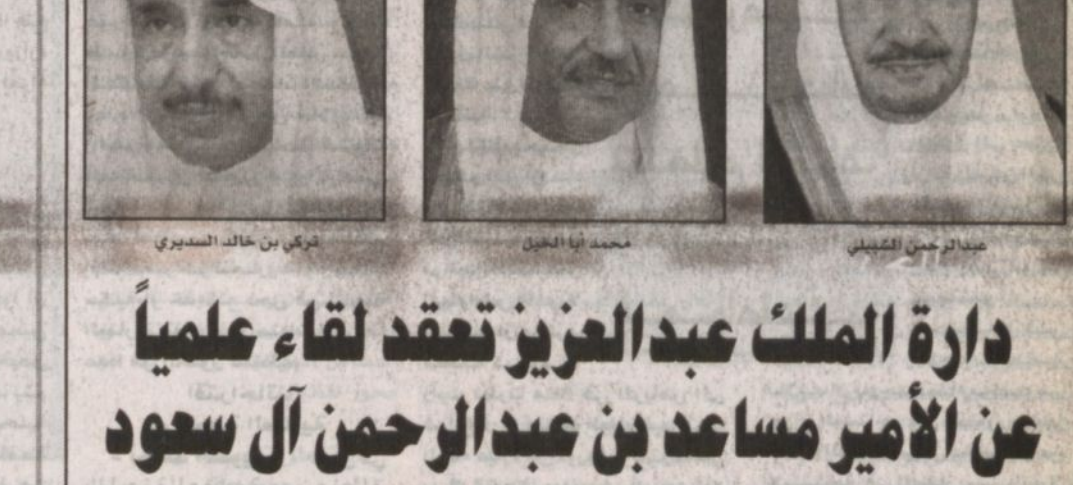 عبدالرحمن الشبيلي
محمد أبا الخيل
تركي بن خالد السديري
دارة الملك عبدالعزيز تعقد لقاء علمياً
عن الأمير مساعد بن عبدالرحمن آل سعود